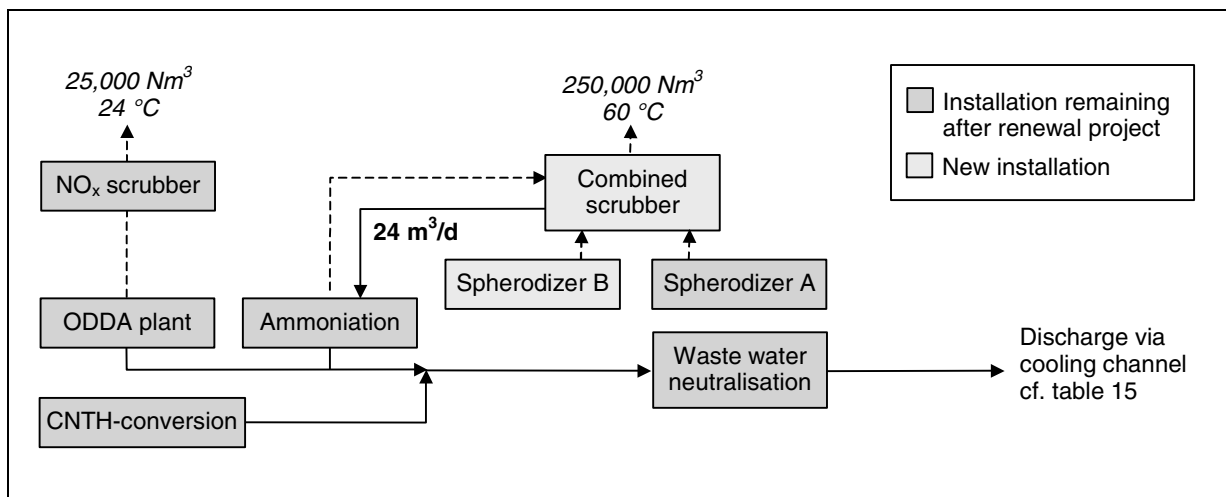 25,000 Nm³
24 °C
250,000 Nm³
60 °C
Installation remaining
after renewal project
New installation
NOₓ scrubber
Combined
scrubber
24 m³/d
Spherodizer B
Spherodizer A
ODDA plant
Ammoniation
Waste water
neutralisation
Discharge via
cooling channel
cf. table 15
CNTH-conversion